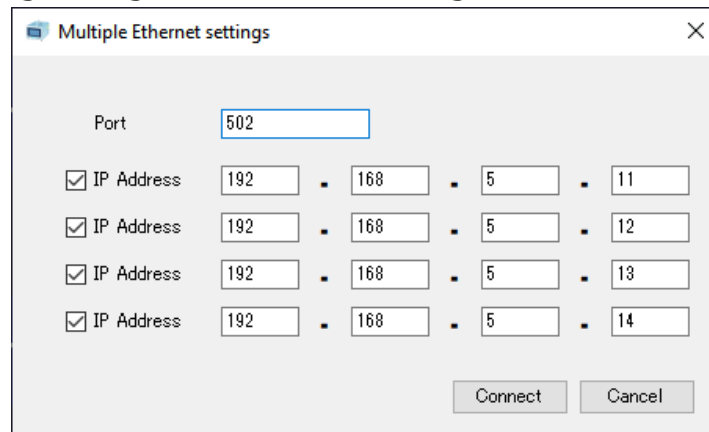 Multiple Ethernet settings
Port 502
IP Address 192 . 168 . 5 . 11
IP Address 192 . 168 . 5 . 12
IP Address 192 . 168 . 5 . 13
IP Address 192 . 168 . 5 . 14
Connect Cancel